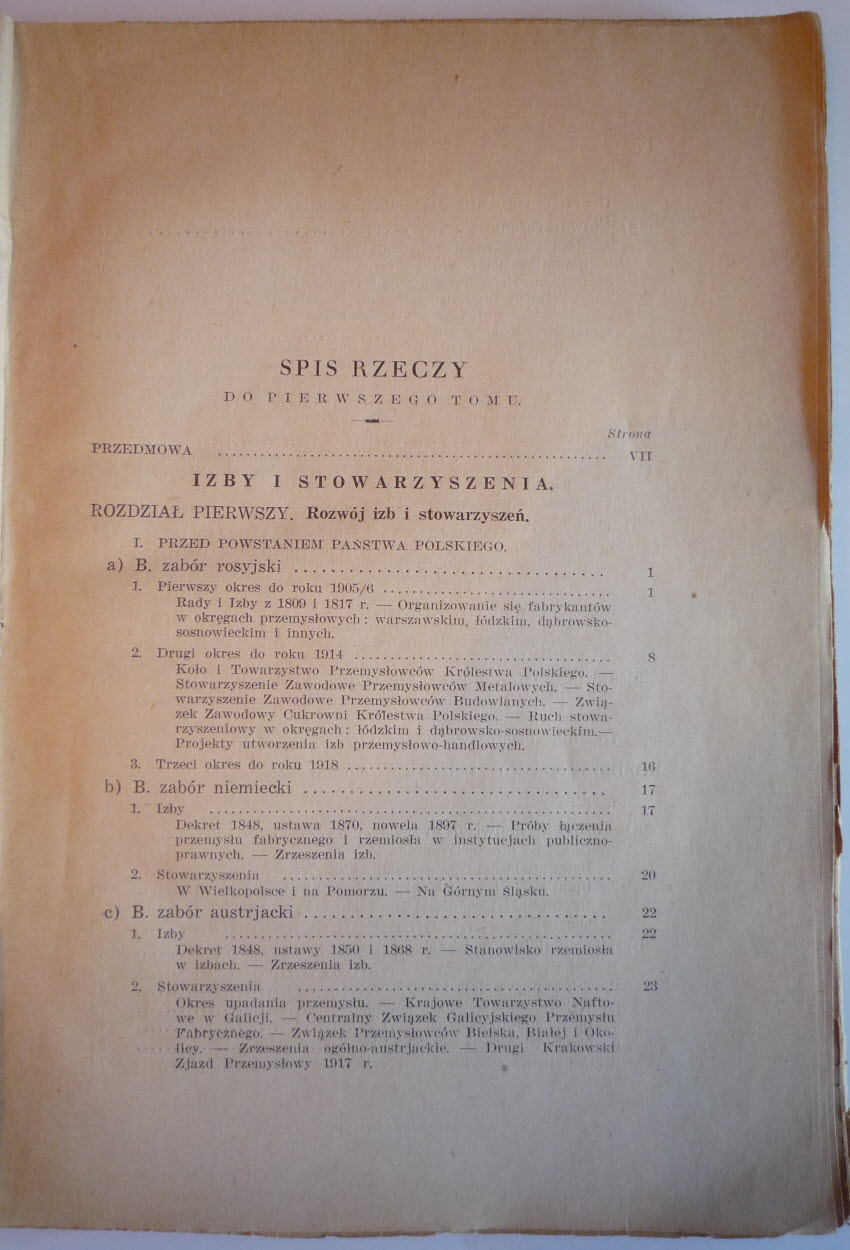 SPIS RZECZY
DO PIERWSZEGO TOMU.
Strona
PRZEDMOWA ........................................ VII
IZBY I STOWARZYSZENIA.
ROZDZIAŁ PIERWSZY. Rozwój izb i stowarzyszeń.
I. PRZED POWSTANIEM PAŃSTWA POLSKIEGO.
a) B. zabór rosyjski ........................................ 1
1. Pierwszy okres do roku 1905/6 ........................................ 1
Rady i Izby z 1809 i 1817 r. — Organizowanie się fabrykantów
w okręgach przemysłowych: warszawskim, łódzkim, dąbrowsko-
sosnowieckim i innych.
2. Drugi okres do roku 1914 ........................................ 8
Koło i Towarzystwo Przemysłowców Królestwa Polskiego. —
Stowarzyszenie Zawodowe Przemysłowców Metalowych. — Sto-
warzyszenie Zawodowe Przemysłowców Budowlanych. — Zwią-
zek Zawodowy Cukrowni Królestwa Polskiego. — Ruch stowa-
rzyszeniowy w okręgach: łódzkim i dąbrowsko-sosnowieckim.—
Projekty utworzenia izb przemysłowo-handlowych.
3. Trzeci okres do roku 1918 ........................................ 16
b) B. zabór niemiecki ........................................ 17
1. Izby ........................................ 17
Dekret 1848, ustawa 1870, nowela 1897 r. — Próby łączenia
przemysłu fabrycznego i rzemiosła w instytucjach publiczno-
prawnych. — Zrzeszenia izb.
2. Stowarzyszenia ........................................ 20
W Wielkopolsce i na Pomorzu. — Na Górnym Śląsku.
c) B. zabór austrjacki ........................................ 22
1. Izby ........................................ 22
Dekret 1848, ustawy 1850 i 1868 r. — Stanowisko rzemiosła
w izbach. — Zrzeszenia izb.
2. Stowarzyszenia ........................................ 23
Okres upadania przemysłu. — Krajowe Towarzystwo Nafto-
we w Galicji. — Centralny Związek Galicyjskiego Przemysłu
Fabrycznego. — Związek Przemysłowców Bielska, Białej i Oko-
licy. — Zrzeszenia ogólno-austrjackie. — Drugi Krakowski
Zjazd Przemysłowy 1917 r.